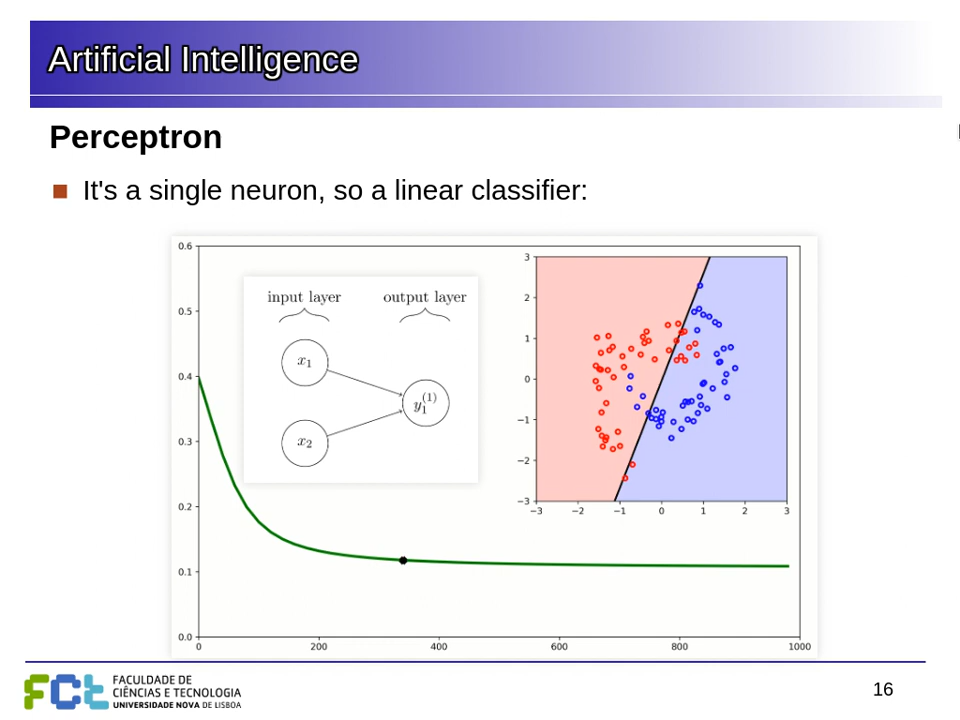 Artificial Intelligence
Perceptron
It's a single neuron, so a linear classifier:
0.6
0.5
0.4
0.3
0.2
0.1
0.0
0 200 400 600 800 1000
input layer output layer
x1
x2
y1(1)
3
2
1
0
−1
−2
−3
−3 −2 −1 0 1 2 3
FCt FACULDADE DE
CIÊNCIAS E TECNOLOGIA
UNIVERSIDADE NOVA DE LISBOA
16